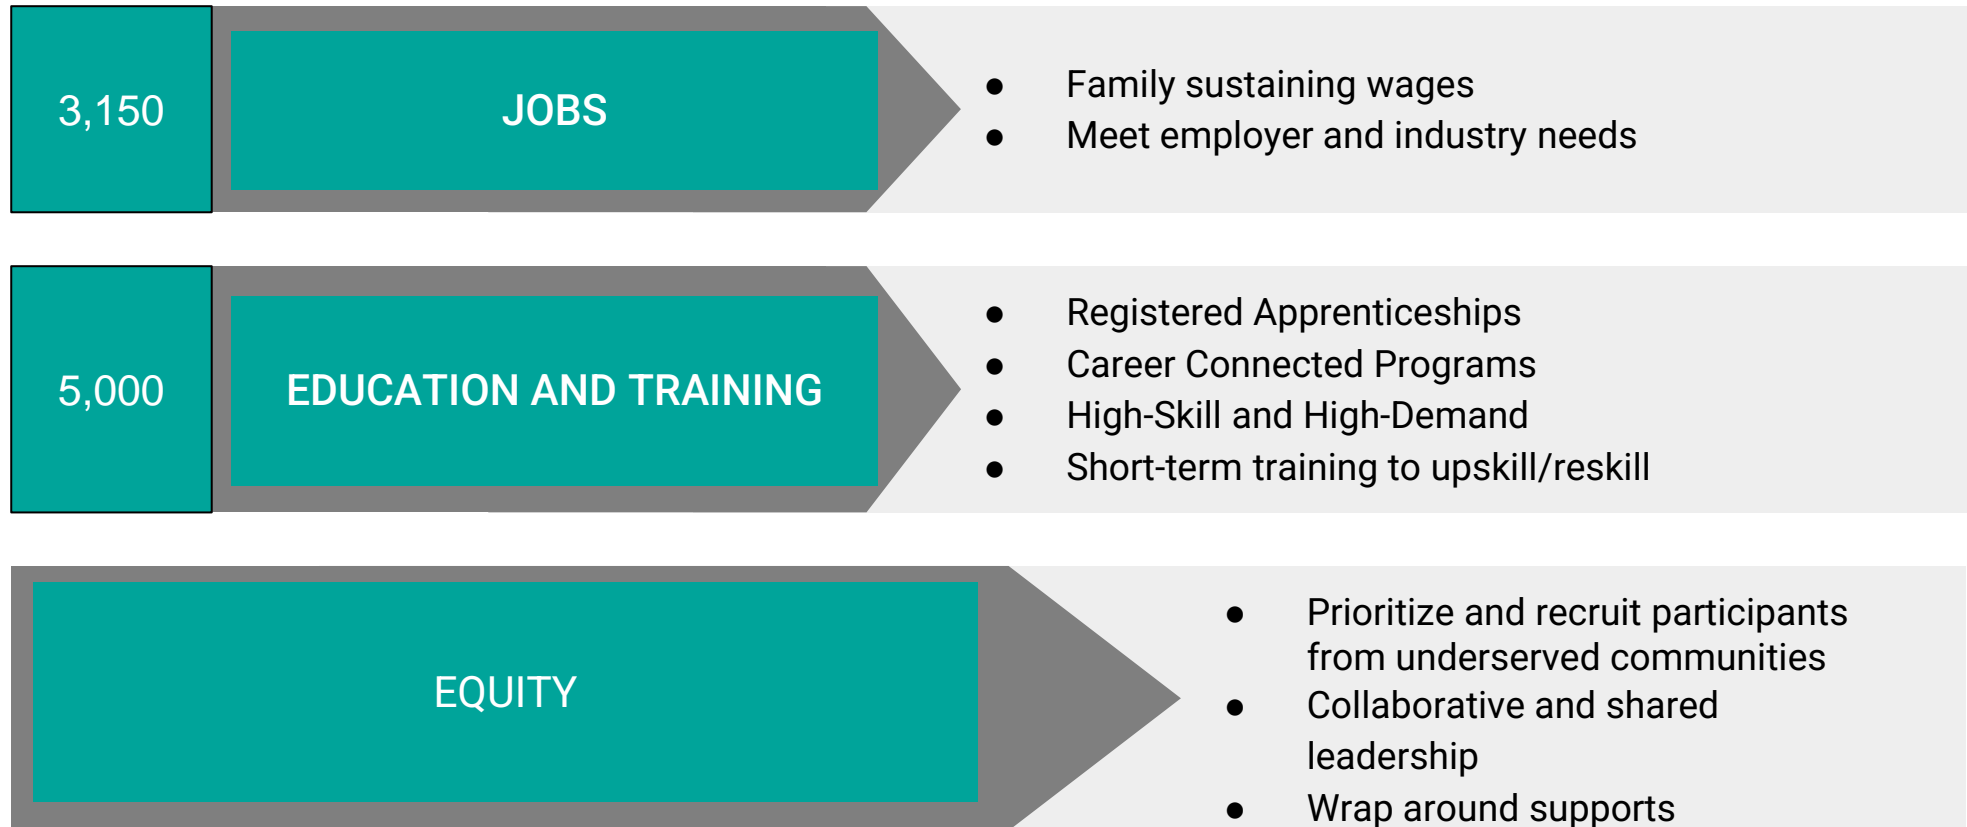 3,150
JOBS
● Family sustaining wages
● Meet employer and industry needs
5,000
EDUCATION AND TRAINING
● Registered Apprenticeships
● Career Connected Programs
● High-Skill and High-Demand
● Short-term training to upskill/reskill
EQUITY
● Prioritize and recruit participants
from underserved communities
● Collaborative and shared
leadership
● Wrap around supports